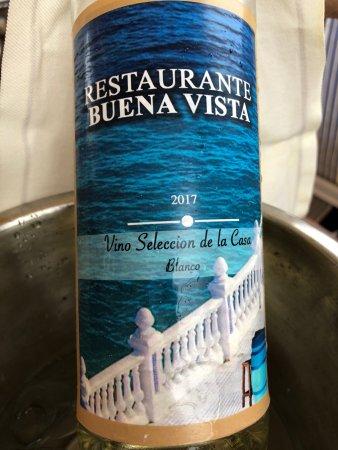 RESTAURANTE
BUENA VISTA
2017
Vino Seleccion de la Casa
Blanco